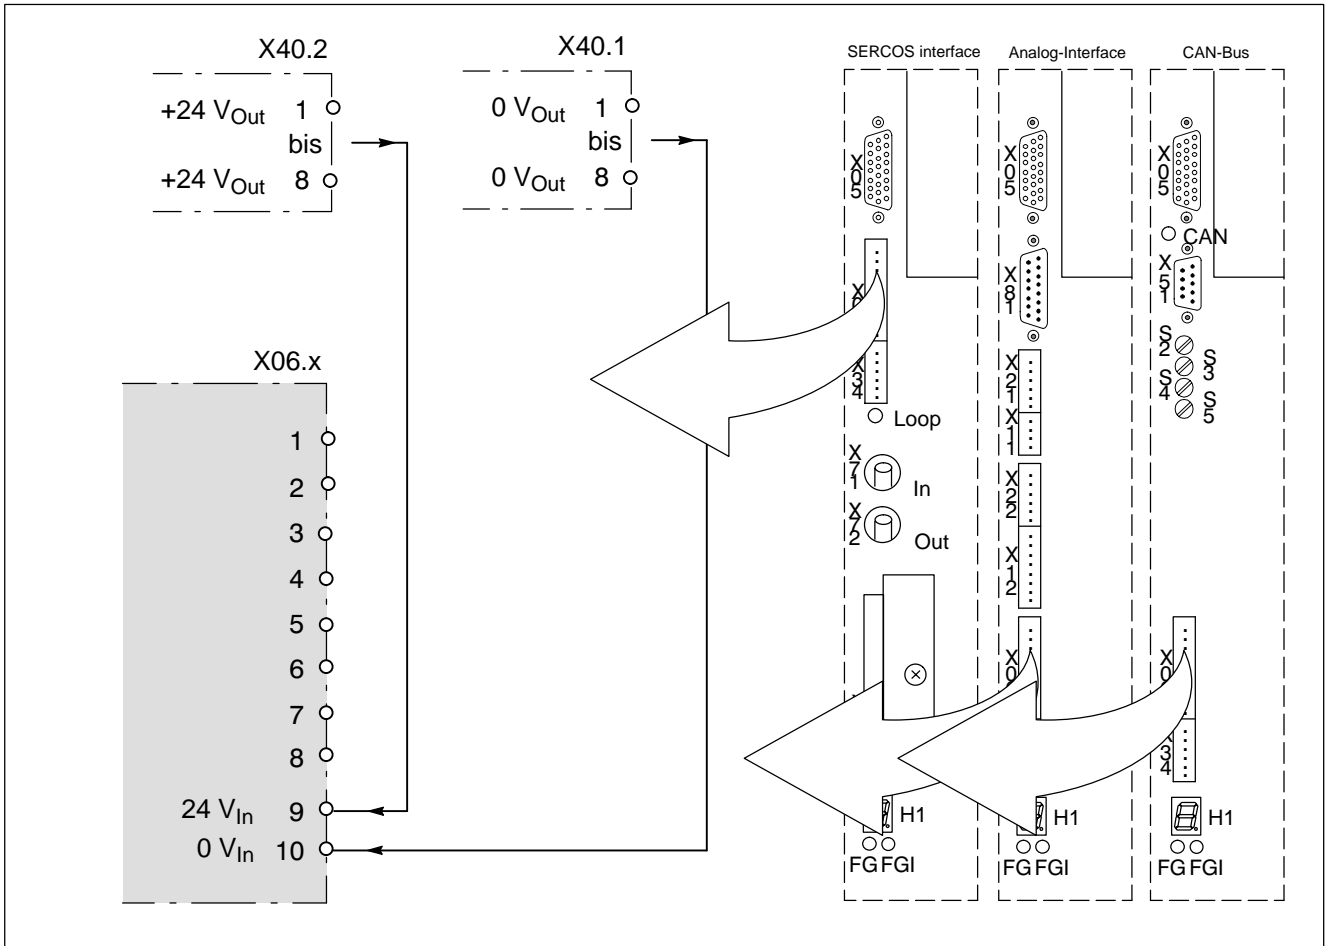 X40.2
+24 VOut 1
bis
+24 VOut 8
X40.1
0 VOut 1
bis
0 VOut 8
X06.x
1
2
3
4
5
6
7
8
24 VIn 9
0 VIn 10
SERCOS interface
X05
X34
Loop
X71
In
X72
Out
H1
FG FGI
Analog-Interface
X05
X81
X21
X11
X22
X12
H1
FG FGI
CAN-Bus
X05
CAN
X51
S2
S3
S4
S5
X34
H1
FG FGI